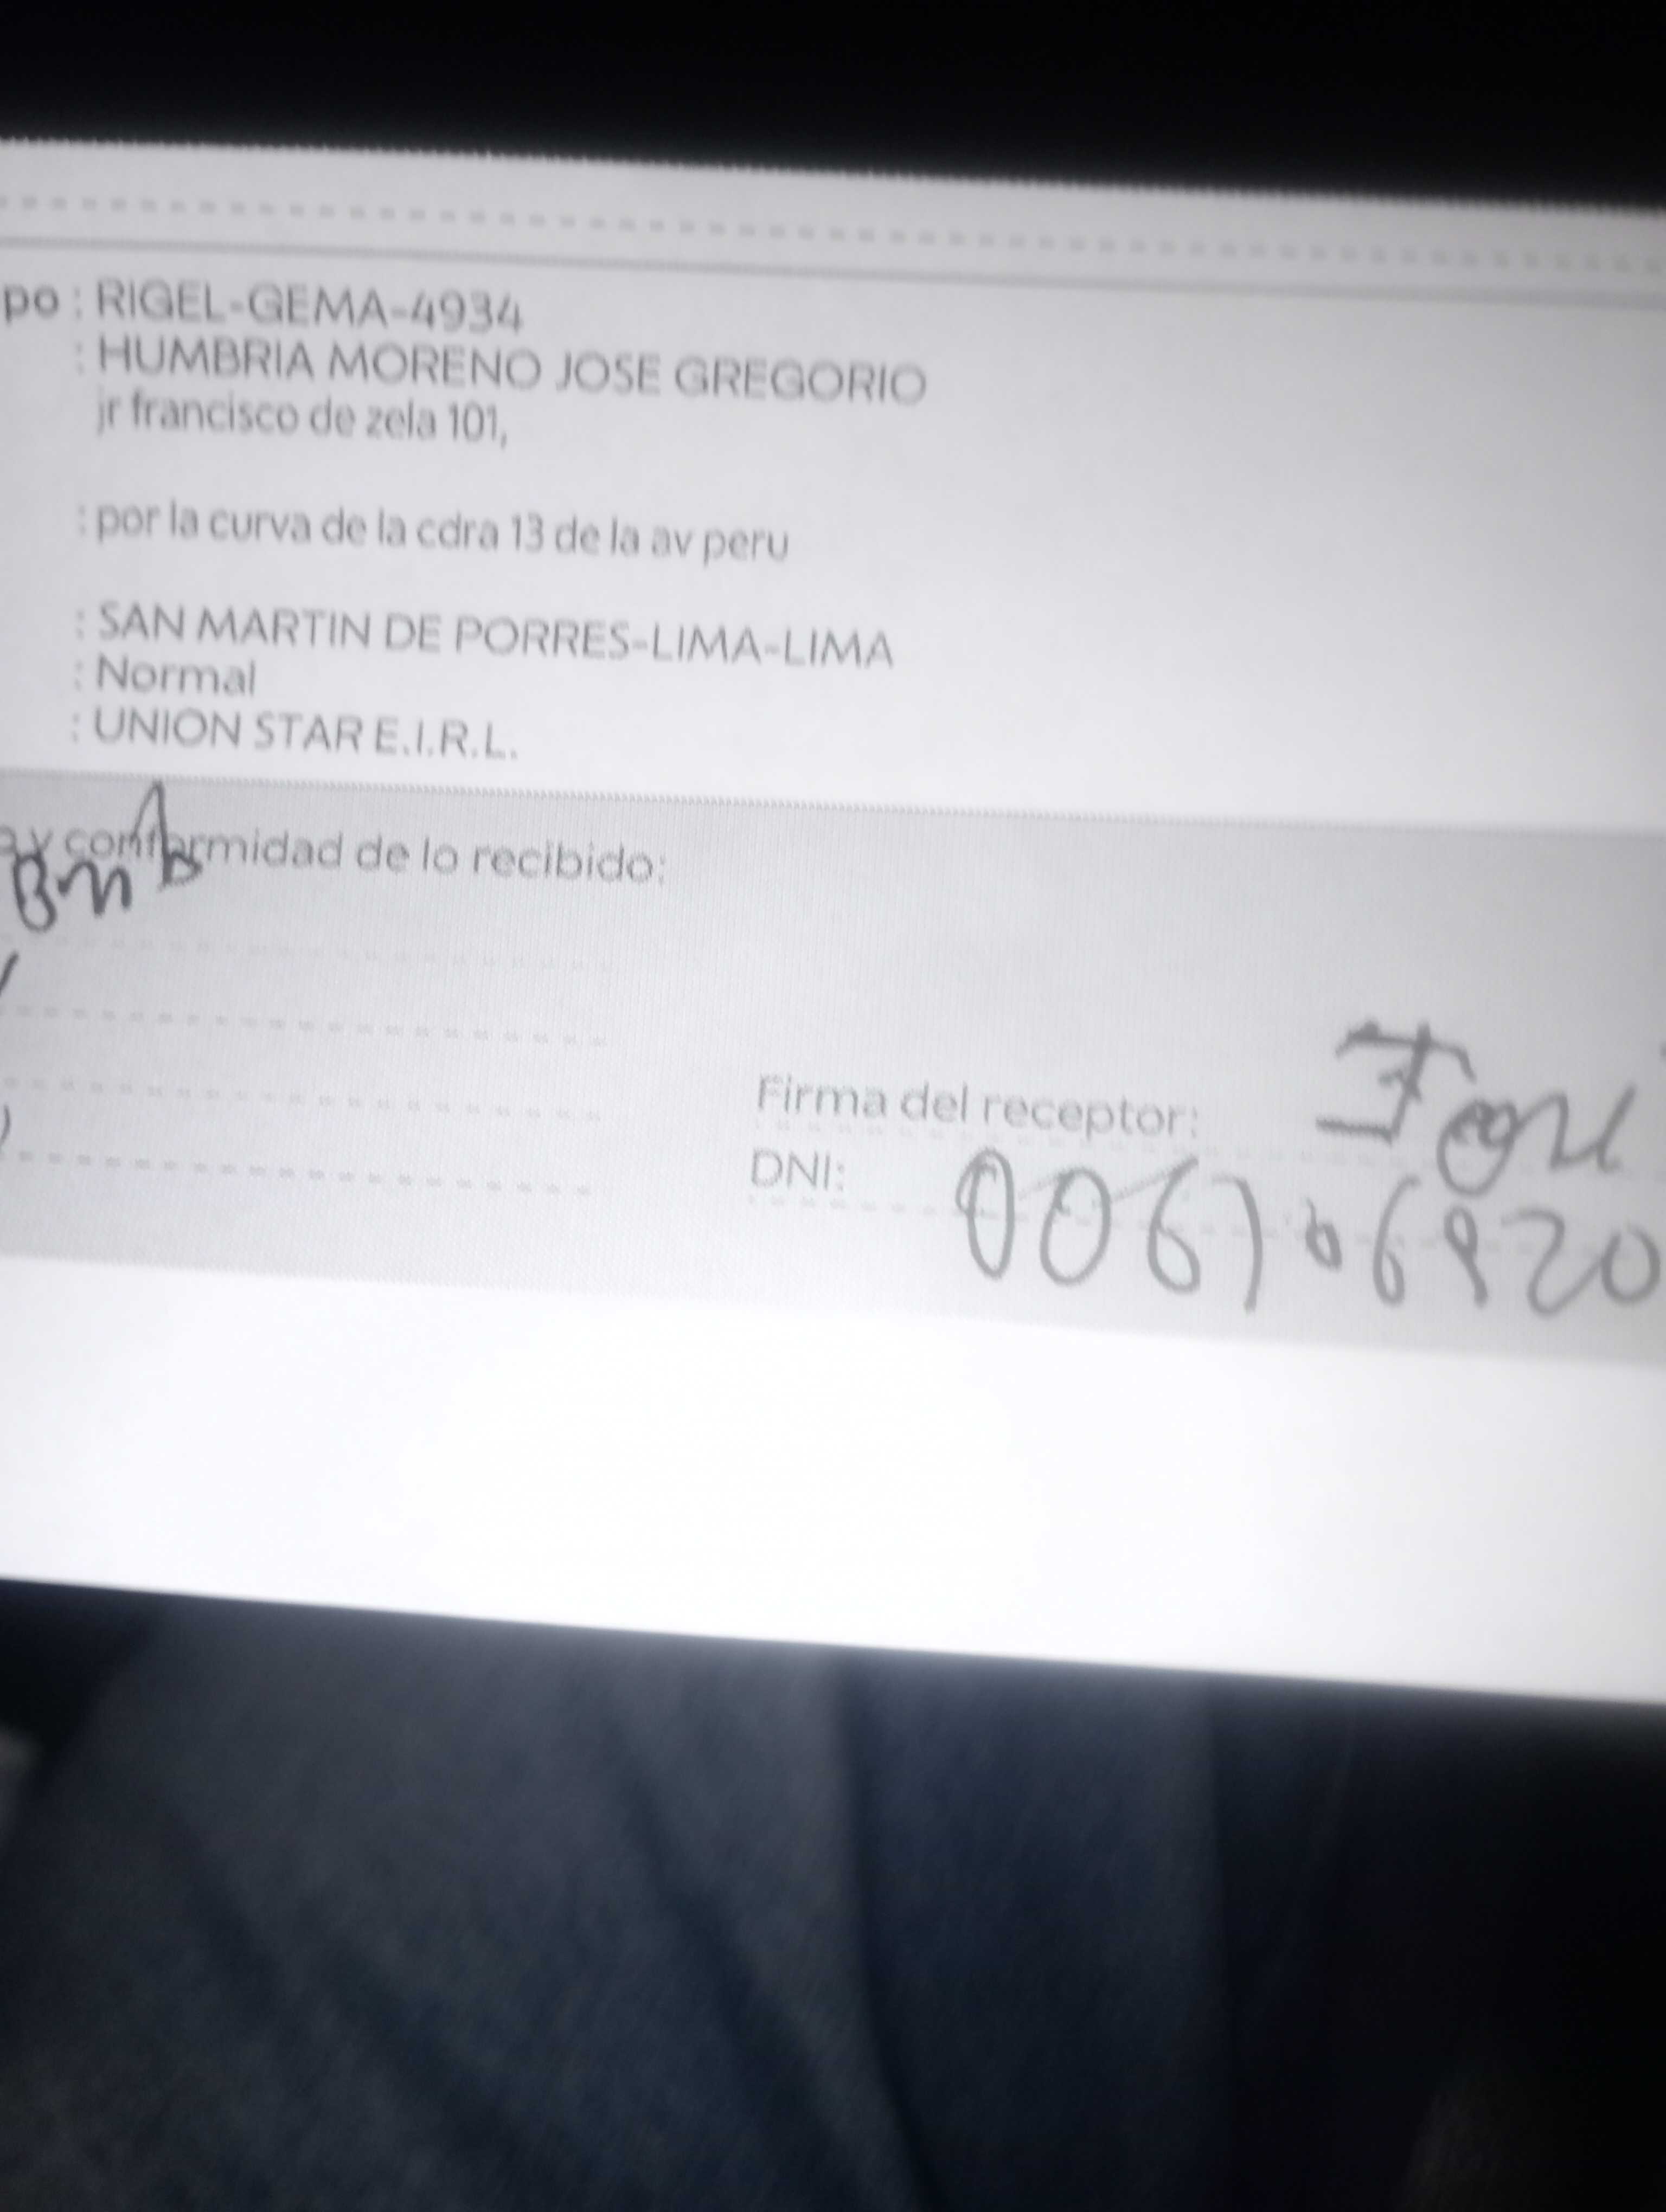 po : RIGEL-GEMA-4934
: HUMBRIA MORENO JOSE GREGORIO
jr francisco de zela 101,
: por la curva de la cdra 13 de la av peru
: SAN MARTIN DE PORRES-LIMA-LIMA
: Normal
: UNION STAR E.I.R.L.
y conformidad de lo recibido:
Firma del receptor:
DNI: